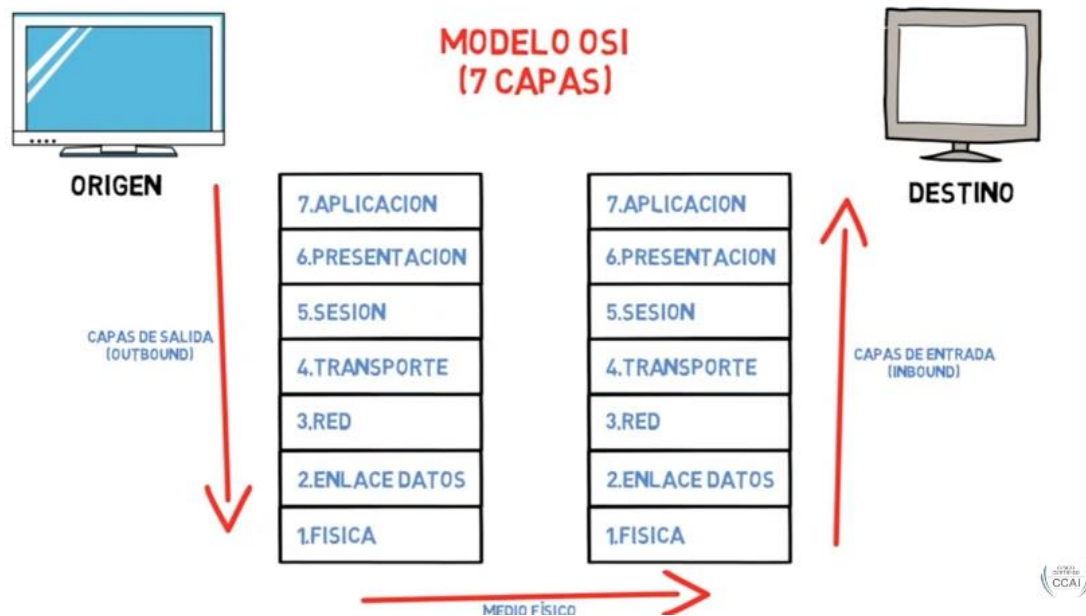 MODELO OSI
(7 CAPAS)
ORIGEN
DESTINO
CAPAS DE SALIDA
(OUTBOUND)
7.APLICACION
6.PRESENTACION
5.SESION
4.TRANSPORTE
3.RED
2.ENLACE DATOS
1.FISICA
7.APLICACION
6.PRESENTACION
5.SESION
4.TRANSPORTE
3.RED
2.ENLACE DATOS
1.FISICA
CAPAS DE ENTRADA
(INBOUND)
MEDIO FÍSICO
CCAI